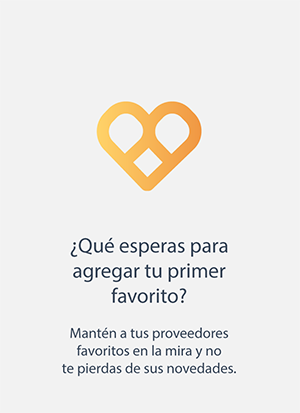 ¿Qué esperas para
agregar tu primer
favorito?
Mantén a tus proveedores
favoritos en la mira y no
te pierdas de sus novedades.